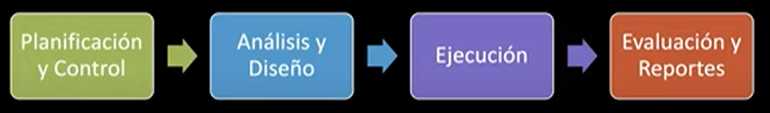 Planificación
y Control
Análisis y
Diseño
Ejecución
Evaluación y
Reportes